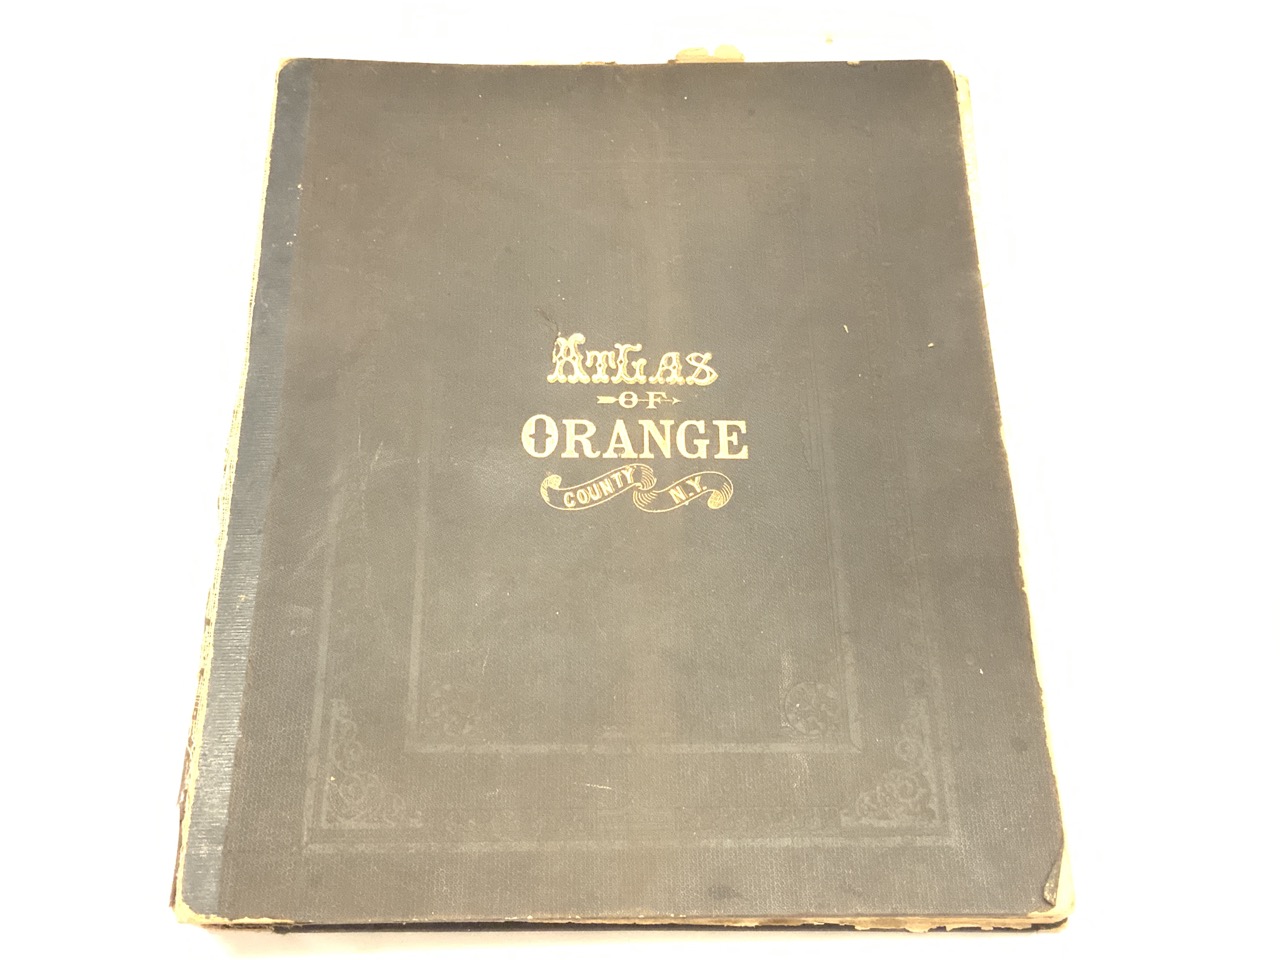 ATLAS
OF
ORANGE
COUNTY N.Y.